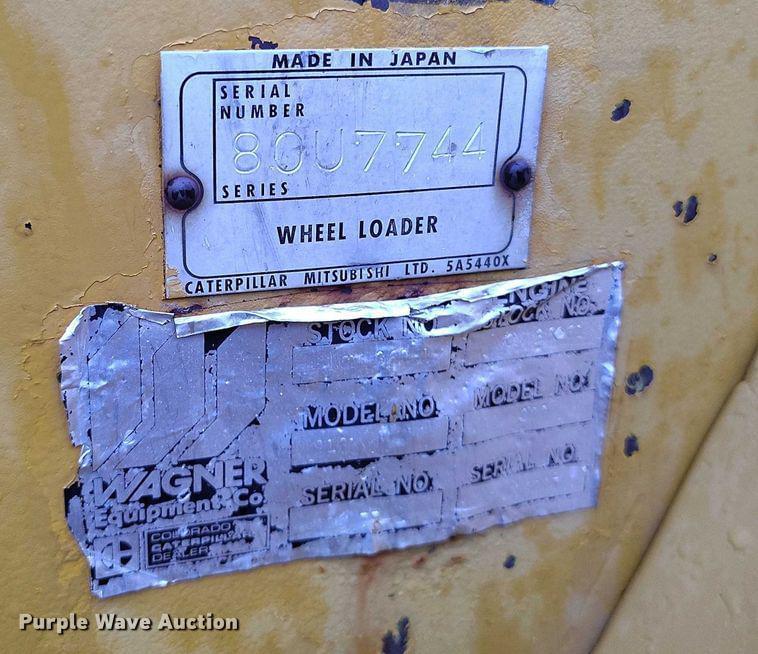 MADE IN JAPAN
SERIAL
NUMBER
80U7744
SERIES
WHEEL LOADER
CATERPILLAR MITSUBISHI LTD. 5A5440X
ENGINE
STOCK NO.
STOCK NO.
MODEL NO.
MODEL NO.
SERIAL NO.
SERIAL NO.
WAGNER
Equipment Co.
COLORADO
CATERPILLAR
DEALER
Purple Wave Auction